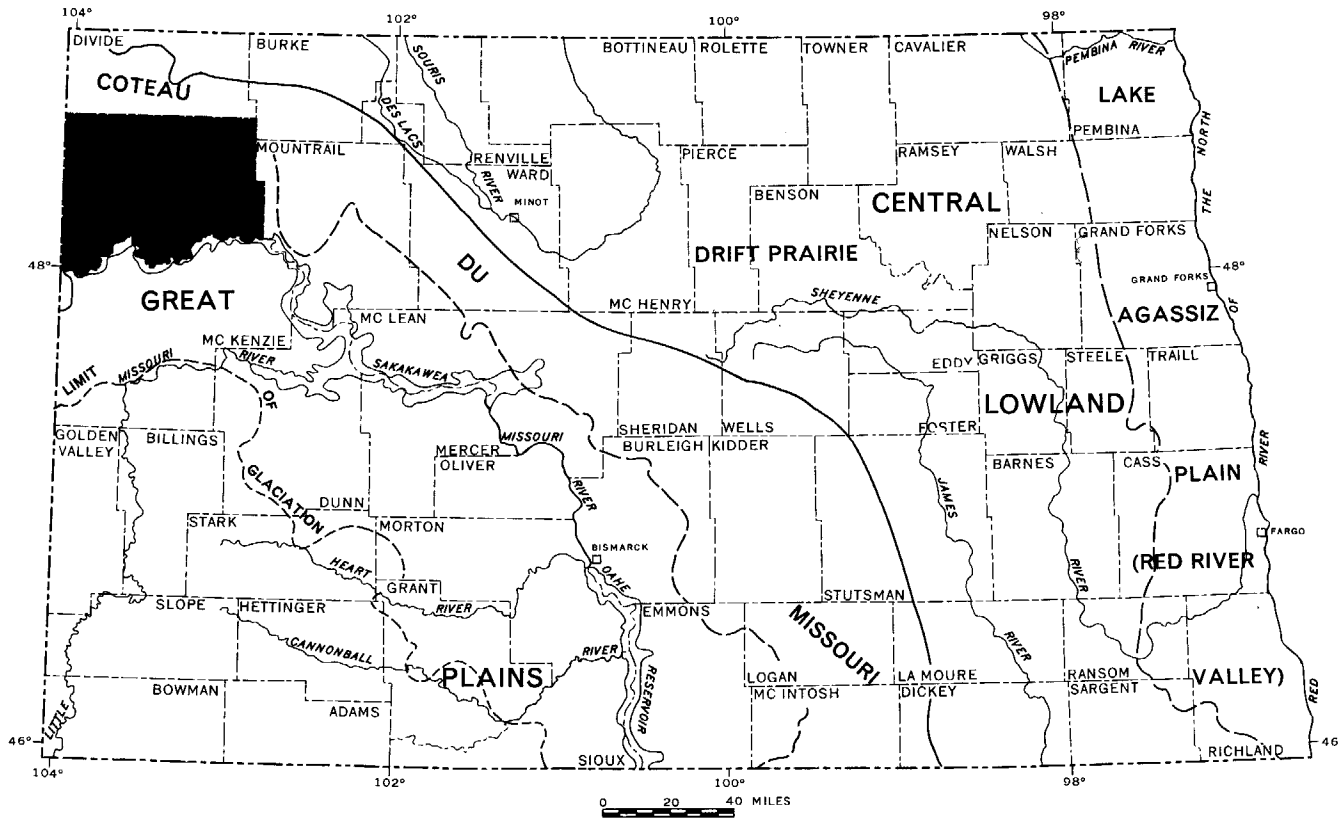 104°
102°
100°
98°
DIVIDE
BURKE
BOTTINEAU
ROLETTE
TOWNER
CAVALIER
PEMBINA RIVER
SOURIS
COTEAU
DES LACS
LAKE
PEMBINA
NORTH
MOUNTRAIL
RENVILLE
WARD
PIERCE
RAMSEY
WALSH
RIVER
MINOT
BENSON
CENTRAL
THE
NELSON
GRAND FORKS
DRIFT PRAIRIE
48°
DU
48°
GRAND FORKS
GREAT
MC HENRY
SHEYENNE
OF
AGASSIZ
MC LEAN
MC KENZIE
RIVER
MISSOURI
SAKAKAWEA
EDDY
GRIGGS
STEELE
TRAILL
LIMIT
OF
LOWLAND
GOLDEN
VALLEY
BILLINGS
SHERIDAN
WELLS
FOSTER
RIVER
MERCER
OLIVER
MISSOURI
BURLEIGH
KIDDER
BARNES
CASS
PLAIN
GLACIATION
DUNN
RIVER
JAMES
STARK
MORTON
FARGO
BISMARCK
HEART
OAHE
RIVER
(RED RIVER
GRANT
RIVER
SLOPE
HETTINGER
EMMONS
STUTSMAN
CANNONBALL
RIVER
MISSOURI
RIVER
PLAINS
LOGAN
LA MOURE
RANSOM
VALLEY)
BOWMAN
MC INTOSH
DICKEY
SARGENT
RED
ADAMS
RESERVOIR
LITTLE
46°
46
SIOUX
RICHLAND
104°
102°
100°
98°
0 20 40 MILES